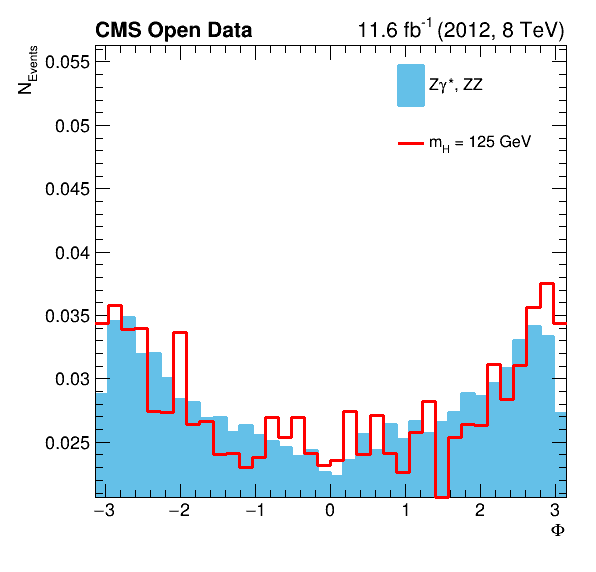 CMS Open Data 11.6 fb⁻¹ (2012, 8 TeV)
N_Events
Zγ*, ZZ
m_H = 125 GeV
0.055
0.05
0.045
0.04
0.035
0.03
0.025
−3 −2 −1 0 1 2 3
Φ